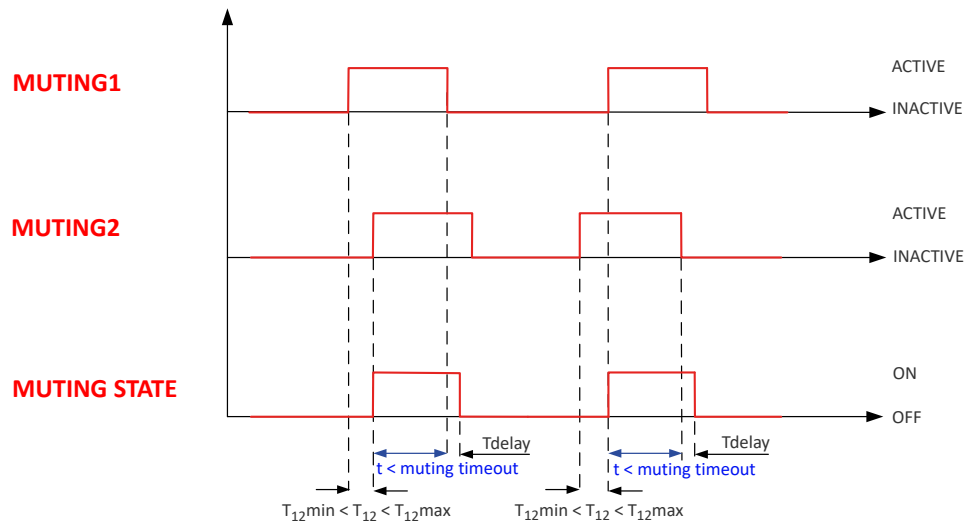 MUTING1
ACTIVE
INACTIVE
MUTING2
ACTIVE
INACTIVE
MUTING STATE
ON
OFF
Tdelay
Tdelay
t < muting timeout
t < muting timeout
T₁₂min < T₁₂ < T₁₂max
T₁₂min < T₁₂ < T₁₂max